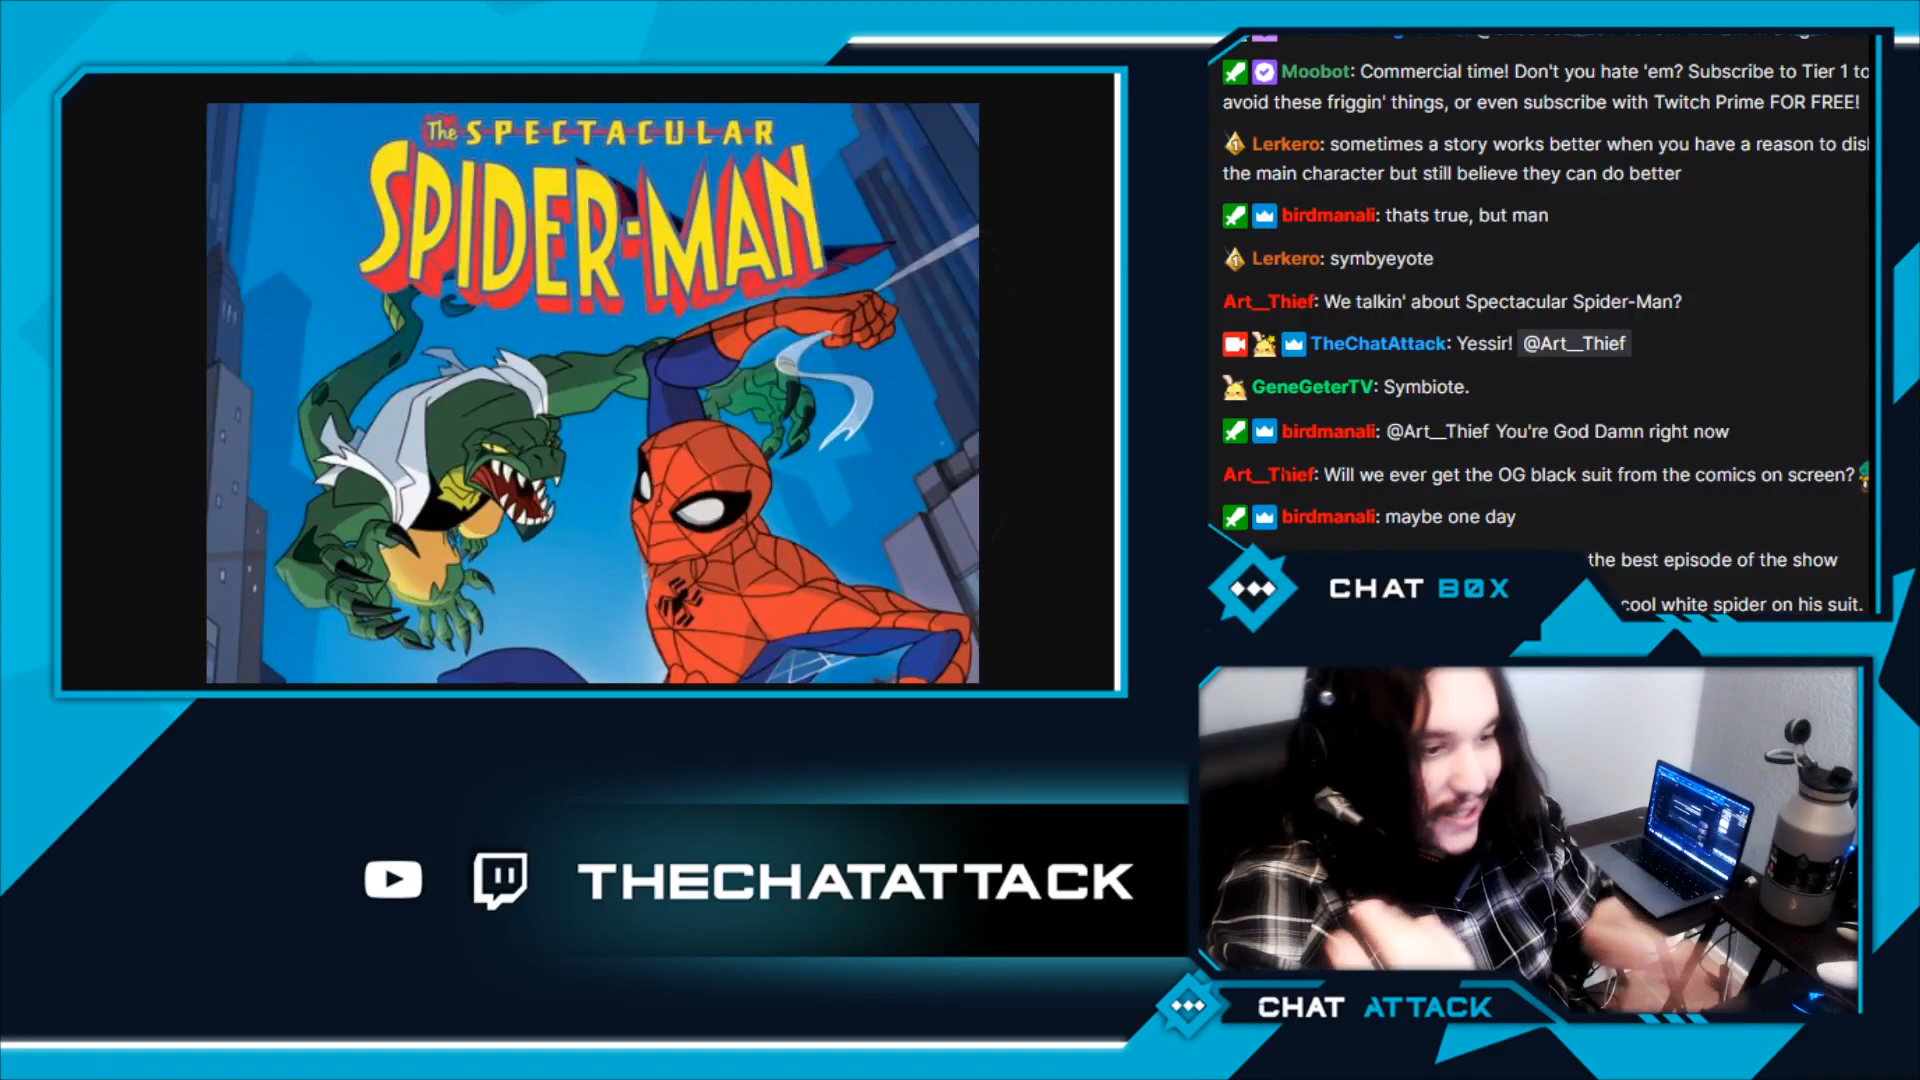 The SPECTACULAR
SPIDER-MAN
Moobot: Commercial time! Don't you hate 'em? Subscribe to Tier 1 to
avoid these friggin' things, or even subscribe with Twitch Prime FOR FREE!
Lerkero: sometimes a story works better when you have a reason to disl
the main character but still believe they can do better
birdmanali: thats true, but man
Lerkero: symbyeyote
Art__Thief: We talkin' about Spectacular Spider-Man?
TheChatAttack: Yessir! @Art__Thief
GeneGeterTV: Symbiote.
birdmanali: @Art__Thief You're God Damn right now
Art__Thief: Will we ever get the OG black suit from the comics on screen?
birdmanali: maybe one day
the best episode of the show
cool white spider on his suit.
CHAT BOX
THECHATATTACK
CHAT ATTACK